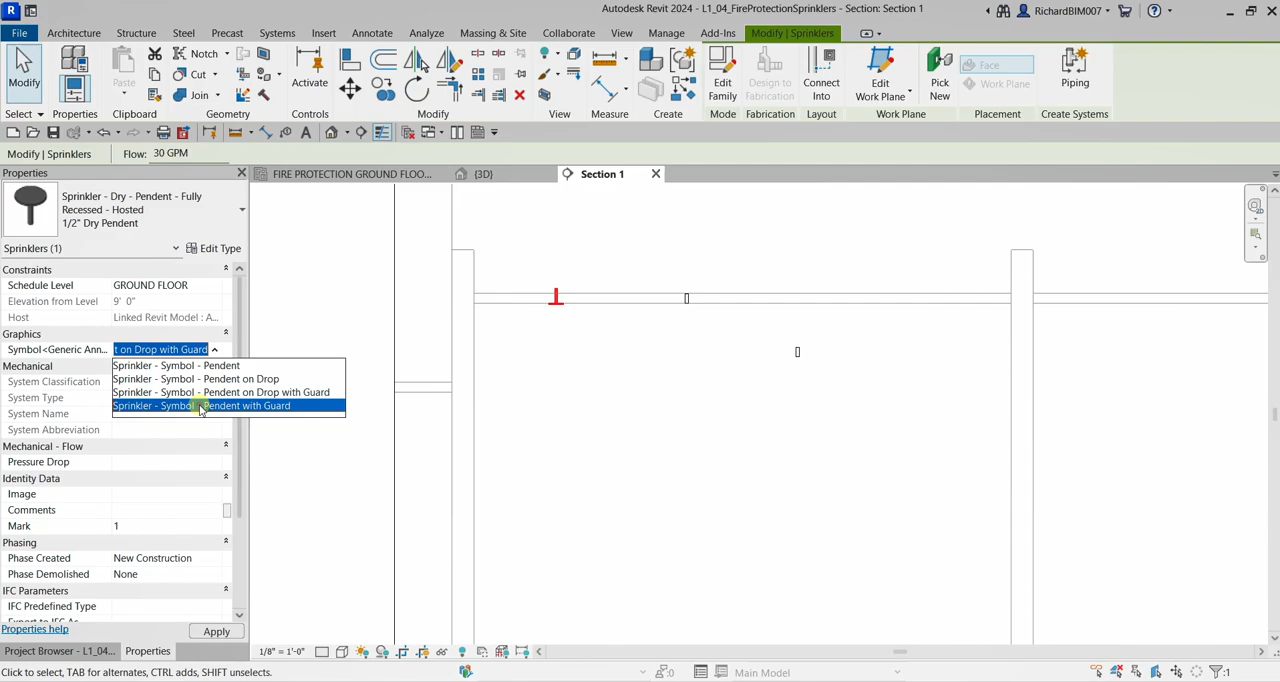 R
Autodesk Revit 2024 - L1_04_FireProtectionSprinklers - Section: Section 1
RichardBIM007
File
Architecture
Structure
Steel
Precast
Systems
Insert
Annotate
Analyze
Massing & Site
Collaborate
View
Manage
Add-Ins
Modify | Sprinklers
Modify
Paste
Notch
Cut
Join
Activate
Edit Family
Design to Fabrication
Connect Into
Edit Work Plane
Pick New
Face
Work Plane
Piping
Select
Properties
Clipboard
Geometry
Controls
Modify
View
Measure
Create
Mode
Fabrication
Layout
Work Plane
Placement
Create Systems
Modify | Sprinklers
Flow: 30 GPM
Properties
FIRE PROTECTION GROUND FLOO...
{3D}
Section 1
Sprinkler - Dry - Pendent - Fully
Recessed - Hosted
1/2" Dry Pendent
Sprinklers (1)
Edit Type
Constraints
Schedule Level GROUND FLOOR
Elevation from Level 9' 0"
Host Linked Revit Model : A...
Graphics
Symbol<Generic Ann... t on Drop with Guard
Sprinkler - Symbol - Pendent
Sprinkler - Symbol - Pendent on Drop
Sprinkler - Symbol - Pendent on Drop with Guard
Sprinkler - Symbol - Pendent with Guard
Mechanical
System Classification
System Type
System Name
System Abbreviation
Mechanical - Flow
Pressure Drop
Identity Data
Image
Comments
Mark 1
Phasing
Phase Created New Construction
Phase Demolished None
IFC Parameters
IFC Predefined Type
Properties help
Apply
Project Browser - L1_04...
Properties
1/8" = 1'-0"
Click to select, TAB for alternates, CTRL adds, SHIFT unselects.
:0
Main Model
:1